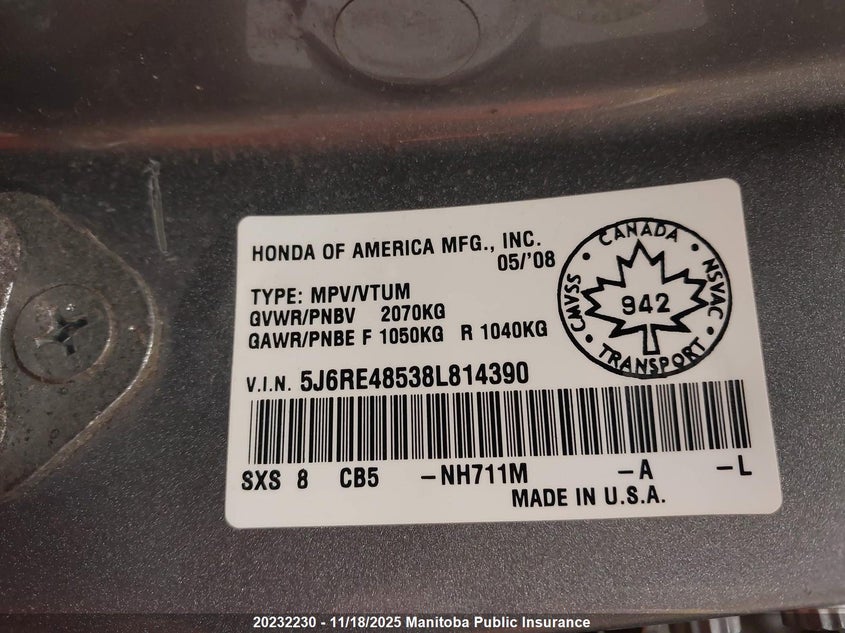 HONDA OF AMERICA MFG., INC.
05/'08
TYPE: MPV/VTUM
GVWR/PNBV 2070KG
GAWR/PNBE F 1050KG R 1040KG
V.I.N. 5J6RE48538L814390
SXS 8 CB5 -NH711M -A -L
MADE IN U.S.A.
CANADA
CMVSS · NSVAC
942
TRANSPORT
20232230 - 11/18/2025 Manitoba Public Insurance